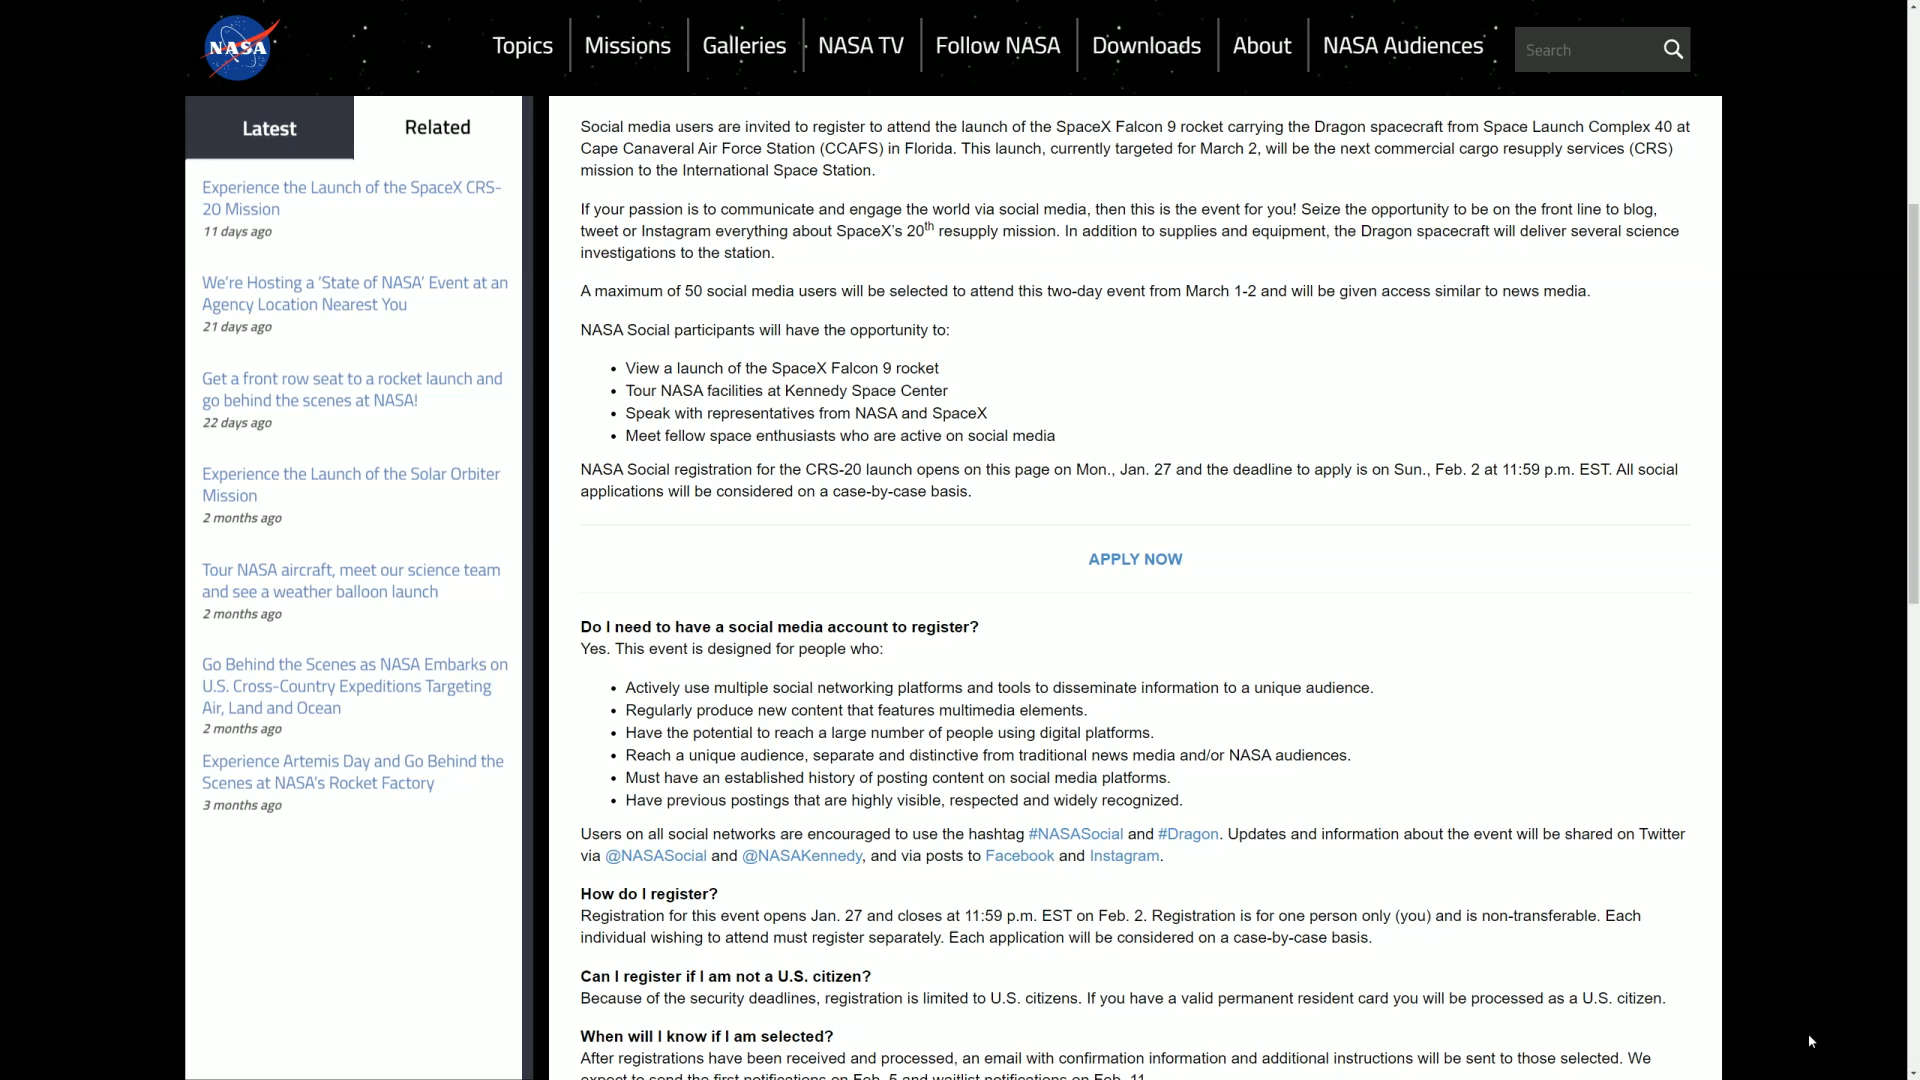 NASA
Topics
Missions
Galleries
NASA TV
Follow NASA
Downloads
About
NASA Audiences
Search
Latest
Related
Experience the Launch of the SpaceX CRS-
20 Mission
11 days ago
We’re Hosting a ‘State of NASA’ Event at an
Agency Location Nearest You
21 days ago
Get a front row seat to a rocket launch and
go behind the scenes at NASA!
22 days ago
Experience the Launch of the Solar Orbiter
Mission
2 months ago
Tour NASA aircraft, meet our science team
and see a weather balloon launch
2 months ago
Go Behind the Scenes as NASA Embarks on
U.S. Cross-Country Expeditions Targeting
Air, Land and Ocean
2 months ago
Experience Artemis Day and Go Behind the
Scenes at NASA’s Rocket Factory
3 months ago
Social media users are invited to register to attend the launch of the SpaceX Falcon 9 rocket carrying the Dragon spacecraft from Space Launch Complex 40 at
Cape Canaveral Air Force Station (CCAFS) in Florida. This launch, currently targeted for March 2, will be the next commercial cargo resupply services (CRS)
mission to the International Space Station.
If your passion is to communicate and engage the world via social media, then this is the event for you! Seize the opportunity to be on the front line to blog,
tweet or Instagram everything about SpaceX’s 20th resupply mission. In addition to supplies and equipment, the Dragon spacecraft will deliver several science
investigations to the station.
A maximum of 50 social media users will be selected to attend this two-day event from March 1-2 and will be given access similar to news media.
NASA Social participants will have the opportunity to:
• View a launch of the SpaceX Falcon 9 rocket
• Tour NASA facilities at Kennedy Space Center
• Speak with representatives from NASA and SpaceX
• Meet fellow space enthusiasts who are active on social media
NASA Social registration for the CRS-20 launch opens on this page on Mon., Jan. 27 and the deadline to apply is on Sun., Feb. 2 at 11:59 p.m. EST. All social
applications will be considered on a case-by-case basis.
APPLY NOW
Do I need to have a social media account to register?
Yes. This event is designed for people who:
• Actively use multiple social networking platforms and tools to disseminate information to a unique audience.
• Regularly produce new content that features multimedia elements.
• Have the potential to reach a large number of people using digital platforms.
• Reach a unique audience, separate and distinctive from traditional news media and/or NASA audiences.
• Must have an established history of posting content on social media platforms.
• Have previous postings that are highly visible, respected and widely recognized.
Users on all social networks are encouraged to use the hashtag #NASASocial and #Dragon. Updates and information about the event will be shared on Twitter
via @NASASocial and @NASAKennedy, and via posts to Facebook and Instagram.
How do I register?
Registration for this event opens Jan. 27 and closes at 11:59 p.m. EST on Feb. 2. Registration is for one person only (you) and is non-transferable. Each
individual wishing to attend must register separately. Each application will be considered on a case-by-case basis.
Can I register if I am not a U.S. citizen?
Because of the security deadlines, registration is limited to U.S. citizens. If you have a valid permanent resident card you will be processed as a U.S. citizen.
When will I know if I am selected?
After registrations have been received and processed, an email with confirmation information and additional instructions will be sent to those selected. We
expect to send the first notifications on Feb. 5 and waitlist notifications on Feb. 11.